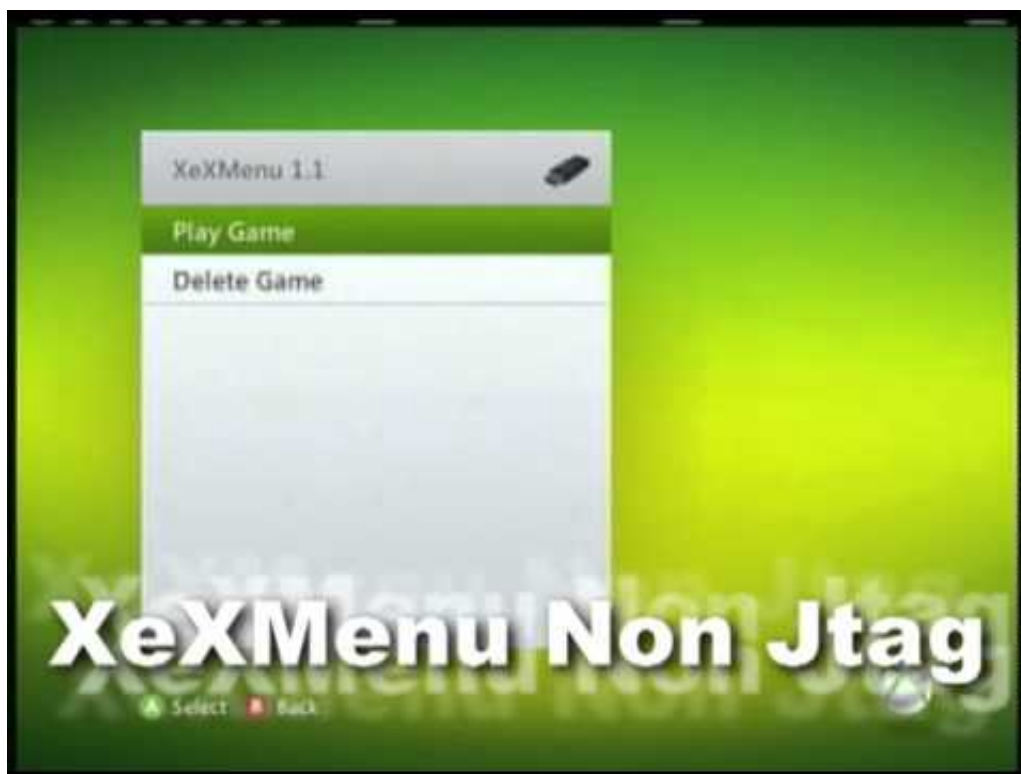 XeXMenu 1.1
Play Game
Delete Game
XeXMenu Non Jtag
A Select B Back